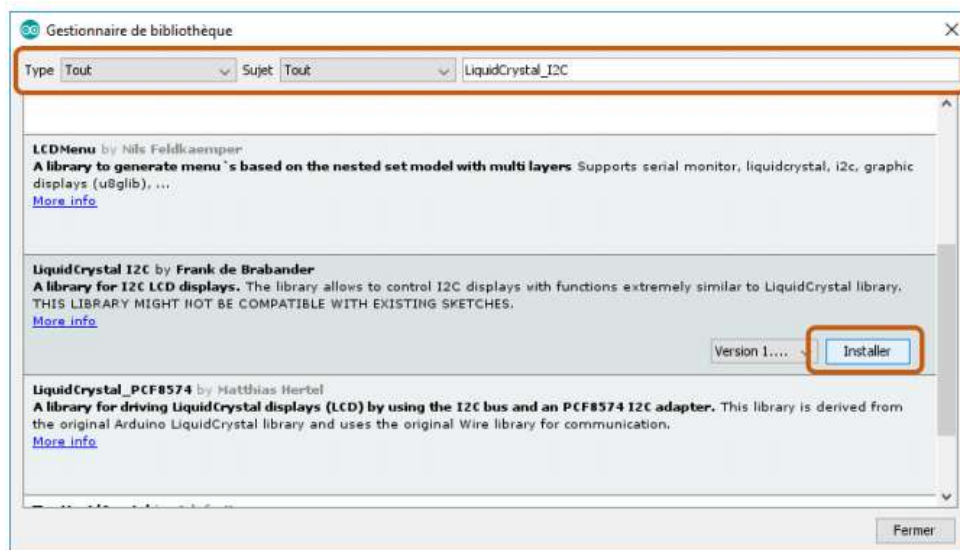 Gestionnaire de bibliothèque
Type Tout Sujet Tout LiquidCrystal_I2C
LCDMenu by Nils Feldkaemper
A library to generate menu`s based on the nested set model with multi layers Supports serial monitor, liquidcrystal, i2c, graphic
displays (u8glib), ...
More info
LiquidCrystal I2C by Frank de Brabander
A library for I2C LCD displays. The library allows to control I2C displays with functions extremely similar to LiquidCrystal library.
THIS LIBRARY MIGHT NOT BE COMPATIBLE WITH EXISTING SKETCHES.
More info
Version 1.... Installer
LiquidCrystal_PCF8574 by Matthias Hertel
A library for driving LiquidCrystal displays (LCD) by using the I2C bus and an PCF8574 I2C adapter. This library is derived from
the original Arduino LiquidCrystal library and uses the original Wire library for communication.
More info
Fermer